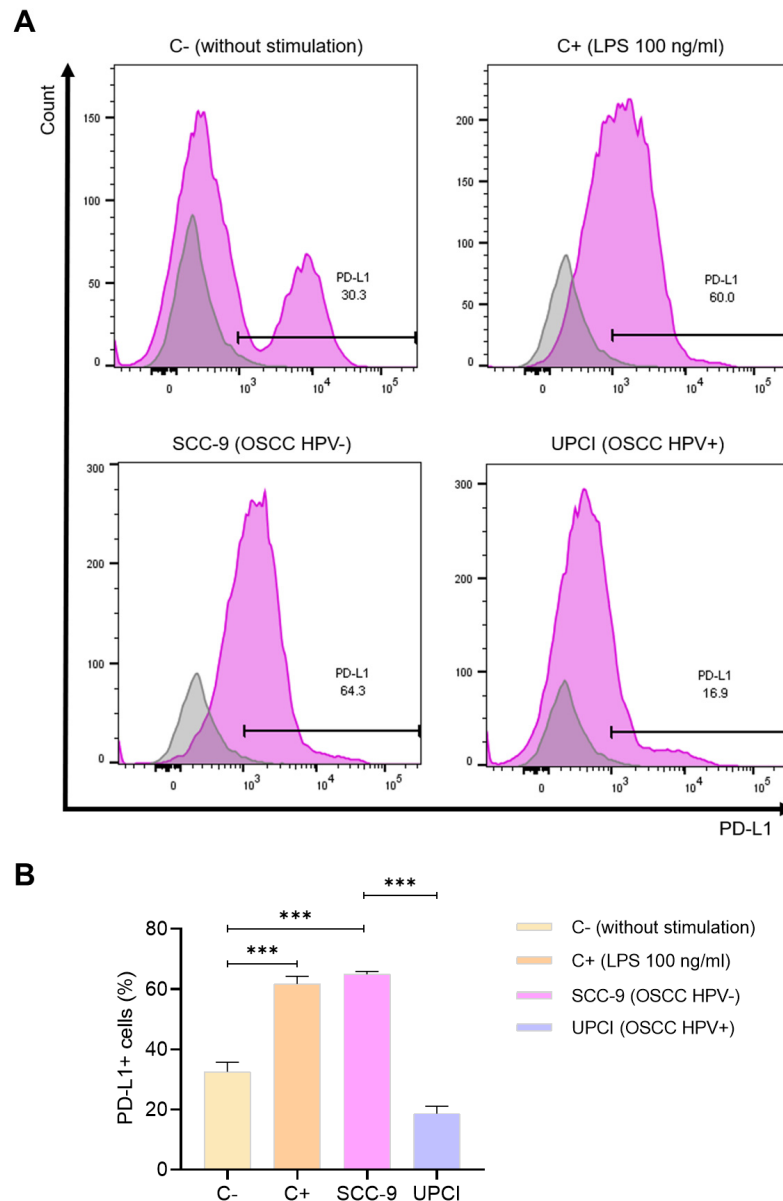 A
C- (without stimulation)
C+ (LPS 100 ng/ml)
Count
150
100
50
0
PD-L1
30.3
0
10³
10⁴
10⁵
200
150
100
50
0
PD-L1
60.0
0
10³
10⁴
10⁵
SCC-9 (OSCC HPV-)
UPCI (OSCC HPV+)
300
200
100
0
PD-L1
64.3
0
10³
10⁴
10⁵
300
200
100
0
PD-L1
16.9
0
10³
10⁴
10⁵
PD-L1
B
***
***
***
PD-L1+ cells (%)
80
60
40
20
0
C-
C+
SCC-9
UPCI
C- (without stimulation)
C+ (LPS 100 ng/ml)
SCC-9 (OSCC HPV-)
UPCI (OSCC HPV+)